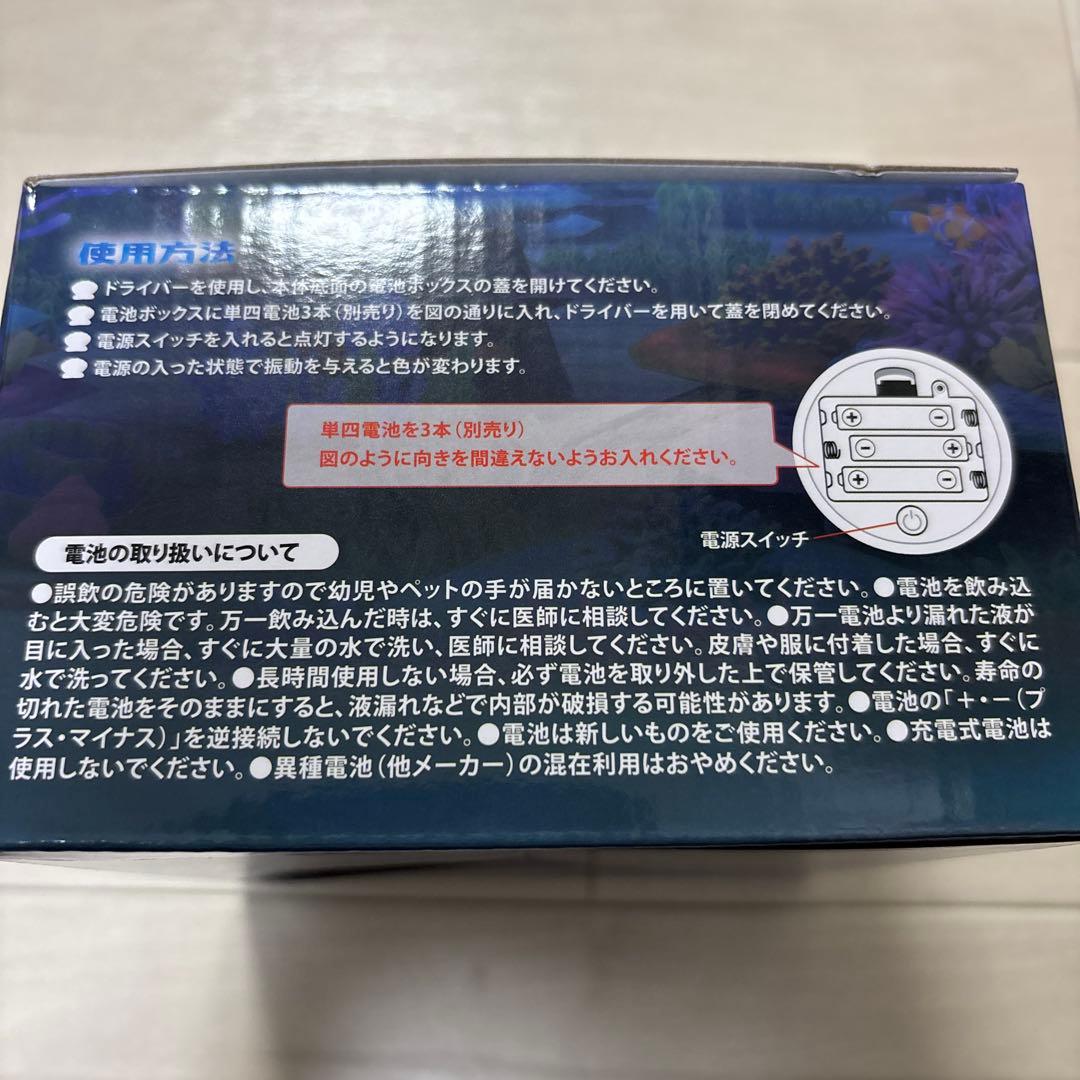 使用方法
ドライバーを使用し、本体底面の電池ボックスの蓋を開けてください。
電池ボックスに単四電池3本(別売り)を図の通りに入れ、ドライバーを用いて蓋を閉めてください。
電源スイッチを入れると点灯するようになります。
電源の入った状態で振動を与えると色が変わります。
単四電池を3本(別売り)
図のように向きを間違えないようお入れください。
+ -
- +
+ -
電源スイッチ
電池の取り扱いについて
●誤飲の危険がありますので幼児やペットの手が届かないところに置いてください。●電池を飲み込
むと大変危険です。万一飲み込んだ時は、すぐに医師に相談してください。●万一電池より漏れた液が
目に入った場合、すぐに大量の水で洗い、医師に相談してください。皮膚や服に付着した場合、すぐに
水で洗ってください。●長時間使用しない場合、必ず電池を取り外した上で保管してください。寿命の
切れた電池をそのままにすると、液漏れなどで内部が破損する可能性があります。●電池の「+・-(プ
ラス・マイナス)」を逆接続しないでください。●電池は新しいものをご使用ください。●充電式電池は
使用しないでください。●異種電池(他メーカー)の混在利用はおやめください。